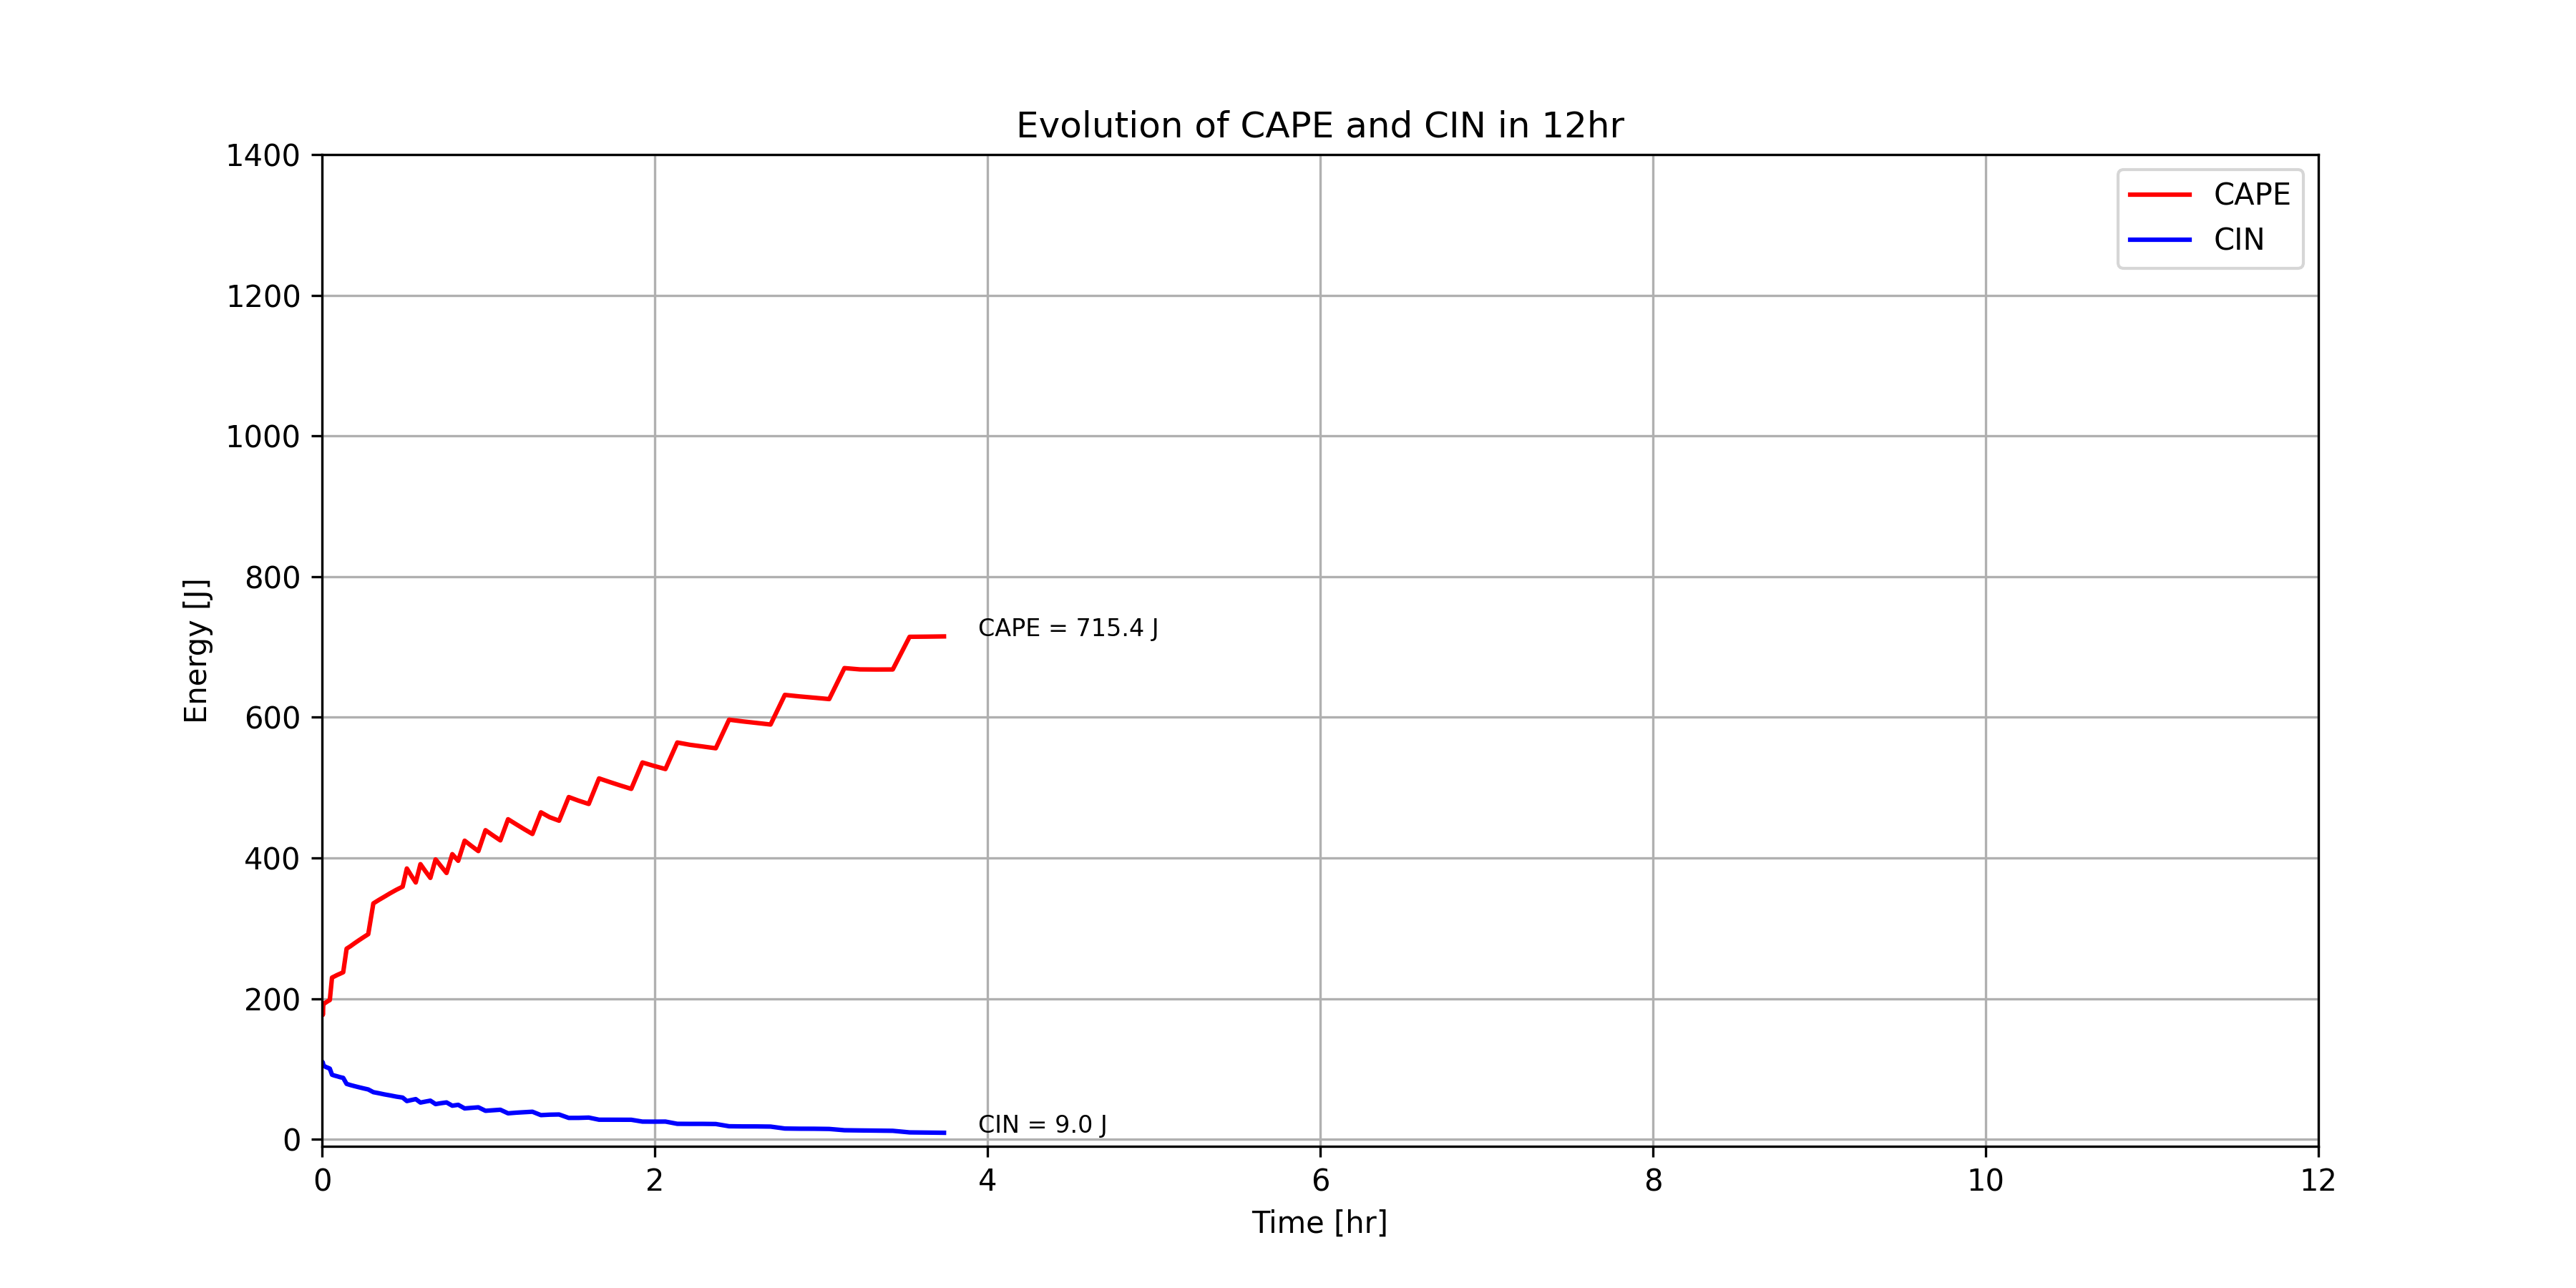 Evolution of CAPE and CIN in 12hr
1400
1200
1000
800
600
400
200
0
Energy [J]
CAPE
CIN
CAPE = 715.4 J
CIN = 9.0 J
0 2 4 6 8 10 12
Time [hr]